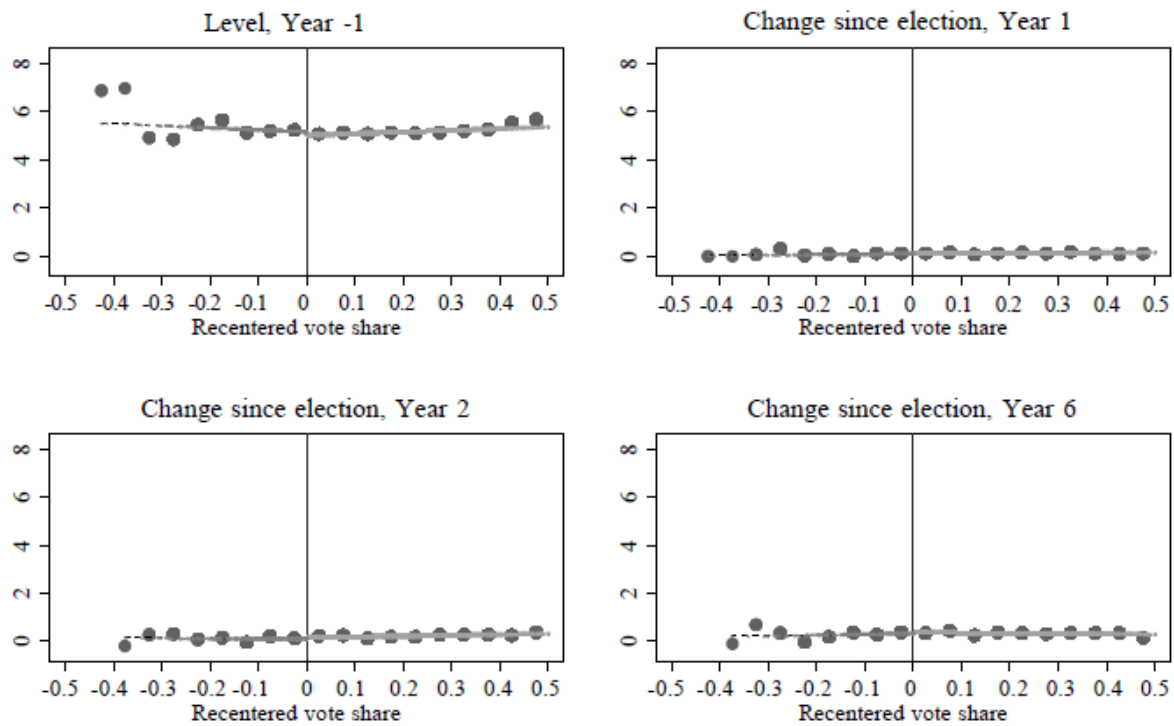 Level, Year -1
8
6
4
2
0
-0.5 -0.4 -0.3 -0.2 -0.1 0 0.1 0.2 0.3 0.4 0.5
Recentered vote share
Change since election, Year 1
8
6
4
2
0
-0.5 -0.4 -0.3 -0.2 -0.1 0 0.1 0.2 0.3 0.4 0.5
Recentered vote share
Change since election, Year 2
8
6
4
2
0
-0.5 -0.4 -0.3 -0.2 -0.1 0 0.1 0.2 0.3 0.4 0.5
Recentered vote share
Change since election, Year 6
8
6
4
2
0
-0.5 -0.4 -0.3 -0.2 -0.1 0 0.1 0.2 0.3 0.4 0.5
Recentered vote share